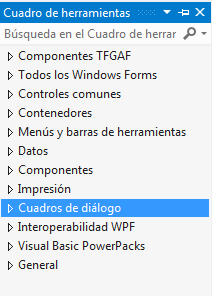 Cuadro de herramientas
Búsqueda en el Cuadro de herrar
Componentes TFGAF
Todos los Windows Forms
Controles comunes
Contenedores
Menús y barras de herramientas
Datos
Componentes
Impresión
Cuadros de diálogo
Interoperabilidad WPF
Visual Basic PowerPacks
General